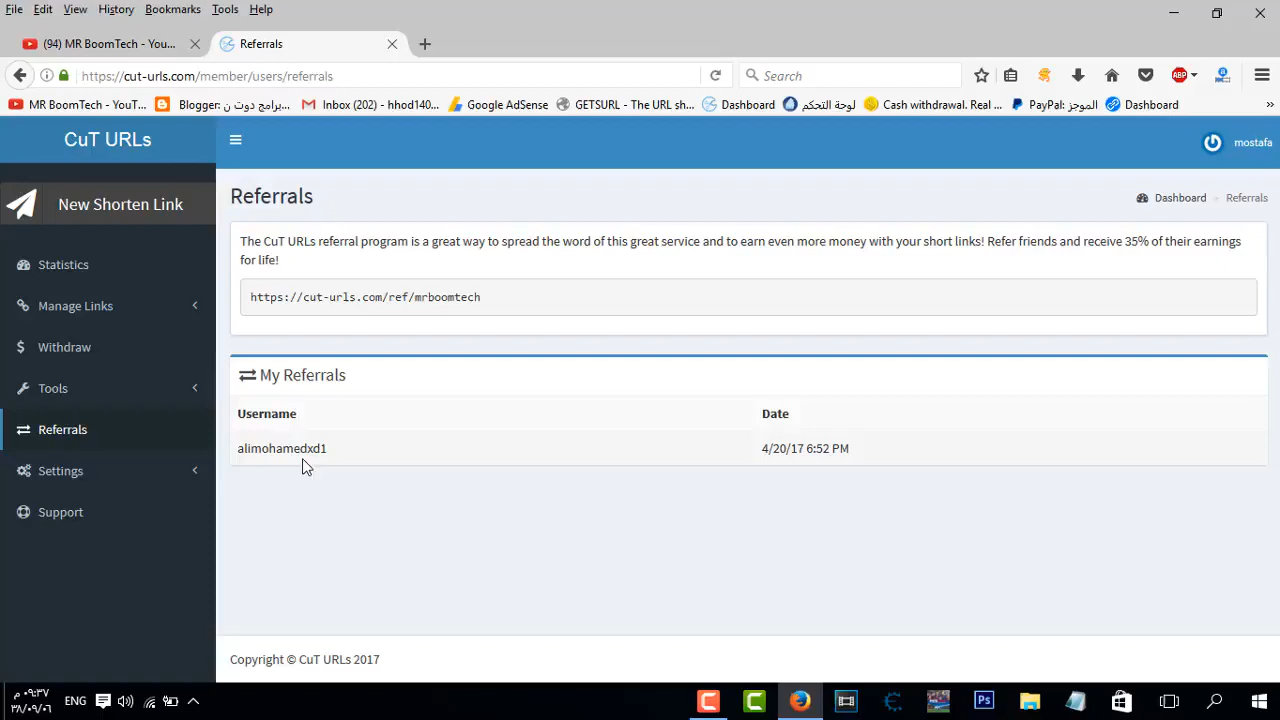 File Edit View History Bookmarks Tools Help
(94) MR BoomTech - You...
Referrals
https://cut-urls.com/member/users/referrals
Search
ABP
MR BoomTech - YouT...
Blogger: برامج دوت ن...
Inbox (202) - hhod140...
Google AdSense
GETSURL - The URL sh...
Dashboard
لوحة التحكم
Cash withdrawal. Real ...
PayPal: الموجز
Dashboard
CuT URLs
mostafa
New Shorten Link
Statistics
Manage Links
Withdraw
Tools
Referrals
Settings
Support
Referrals
Dashboard
Referrals
The CuT URLs referral program is a great way to spread the word of this great service and to earn even more money with your short links! Refer friends and receive 35% of their earnings
for life!
https://cut-urls.com/ref/mrboomtech
My Referrals
Username Date
alimohamedxd1 4/20/17 6:52 PM
Copyright © CuT URLs 2017
٠٩:٣٧ م
ENG
Ps